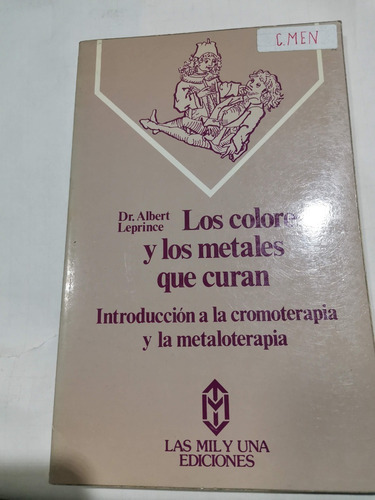 C.MEN
Dr. Albert
Leprince
Los colores
y los metales
que curan
Introducción a la cromoterapia
y la metaloterapia
LAS MIL Y UNA
EDICIONES